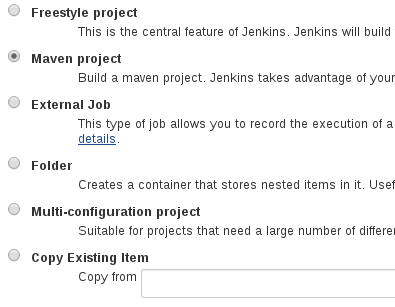 Freestyle project
This is the central feature of Jenkins. Jenkins will build
Maven project
Build a maven project. Jenkins takes advantage of your
External Job
This type of job allows you to record the execution of a
details.
Folder
Creates a container that stores nested items in it. Usef
Multi-configuration project
Suitable for projects that need a large number of differe
Copy Existing Item
Copy from